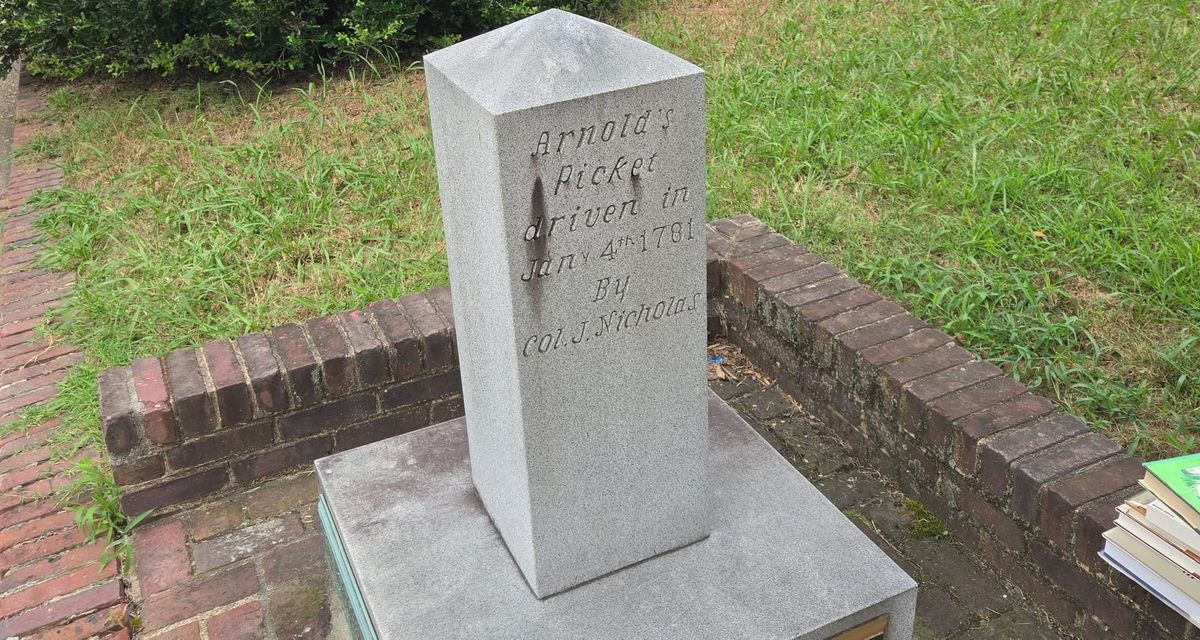 Arnold's
Picket
driven in
Jany 4th 1781
By
Col. J. Nicholas